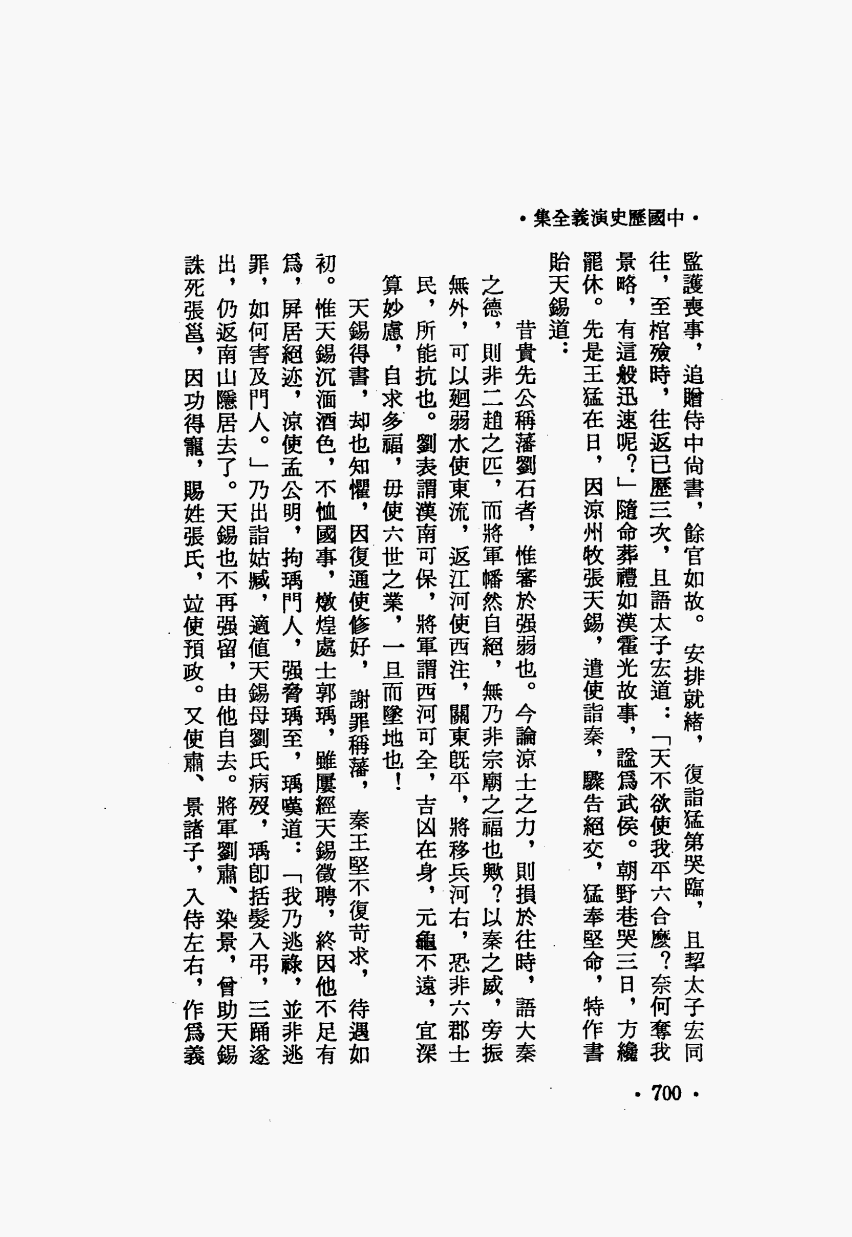 ·中國歷史演義全集·
監護喪事，追贈侍中尚書，餘官如故。安排就緒，復詣猛第哭臨，且挈太子宏同
往，至棺殮時，往返已歷三次，且語太子宏道：「天不欲使我平六合麼？奈何奪我
景略，有這般迅速呢？」隨命葬禮如漢霍光故事，諡爲武侯。朝野巷哭三日，方纔
罷休。先是王猛在日，因涼州牧張天錫，遣使詣秦，驟告絕交，猛奉堅命，特作書
貽天錫道：
昔貴先公稱藩劉石者，惟審於强弱也。今論涼士之力，則損於往時，語大秦
之德，則非二趙之匹，而將軍幡然自絕，無乃非宗廟之福也歟？以秦之威，旁振
無外，可以廻弱水使東流，返江河使西注，關東既平，將移兵河右，恐非六郡士
民，所能抗也。劉表謂漢南可保，將軍謂西河可全，吉凶在身，元龜不遠，宜深
算妙慮，自求多福，毋使六世之業，一旦而墜地也！
天錫得書，却也知懼，因復通使修好，謝罪稱藩，秦王堅不復苛求，待遇如
初。惟天錫沉湎酒色，不恤國事，燉煌處士郭瑀，雖屢經天錫徵聘，終因他不足有
爲，屏居絕迹，涼使孟公明，拘瑀門人，强脅瑀至，瑀嘆道：「我乃逃祿，並非逃
罪，如何害及門人。」乃出詣姑臧，適値天錫母劉氏病歿，瑀卽括髮入弔，三踊遂
出，仍返南山隱居去了。天錫也不再强留，由他自去。將軍劉肅、染景，曾助天錫
誅死張邕，因功得寵，賜姓張氏，竝使預政。又使肅、景諸子，入侍左右，作爲義
·700·